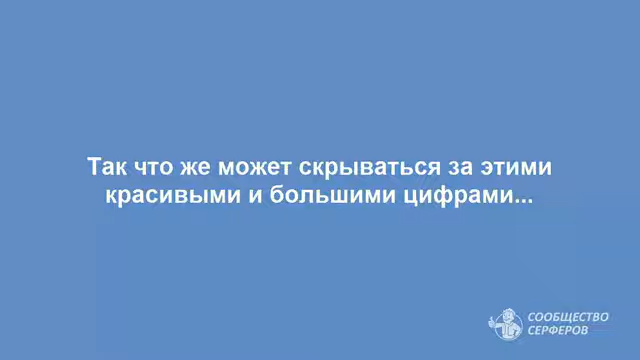 Так что же может скрываться за этими
красивыми и большими цифрами...
СООБЩЕСТВО
СЕРФЕРОВ